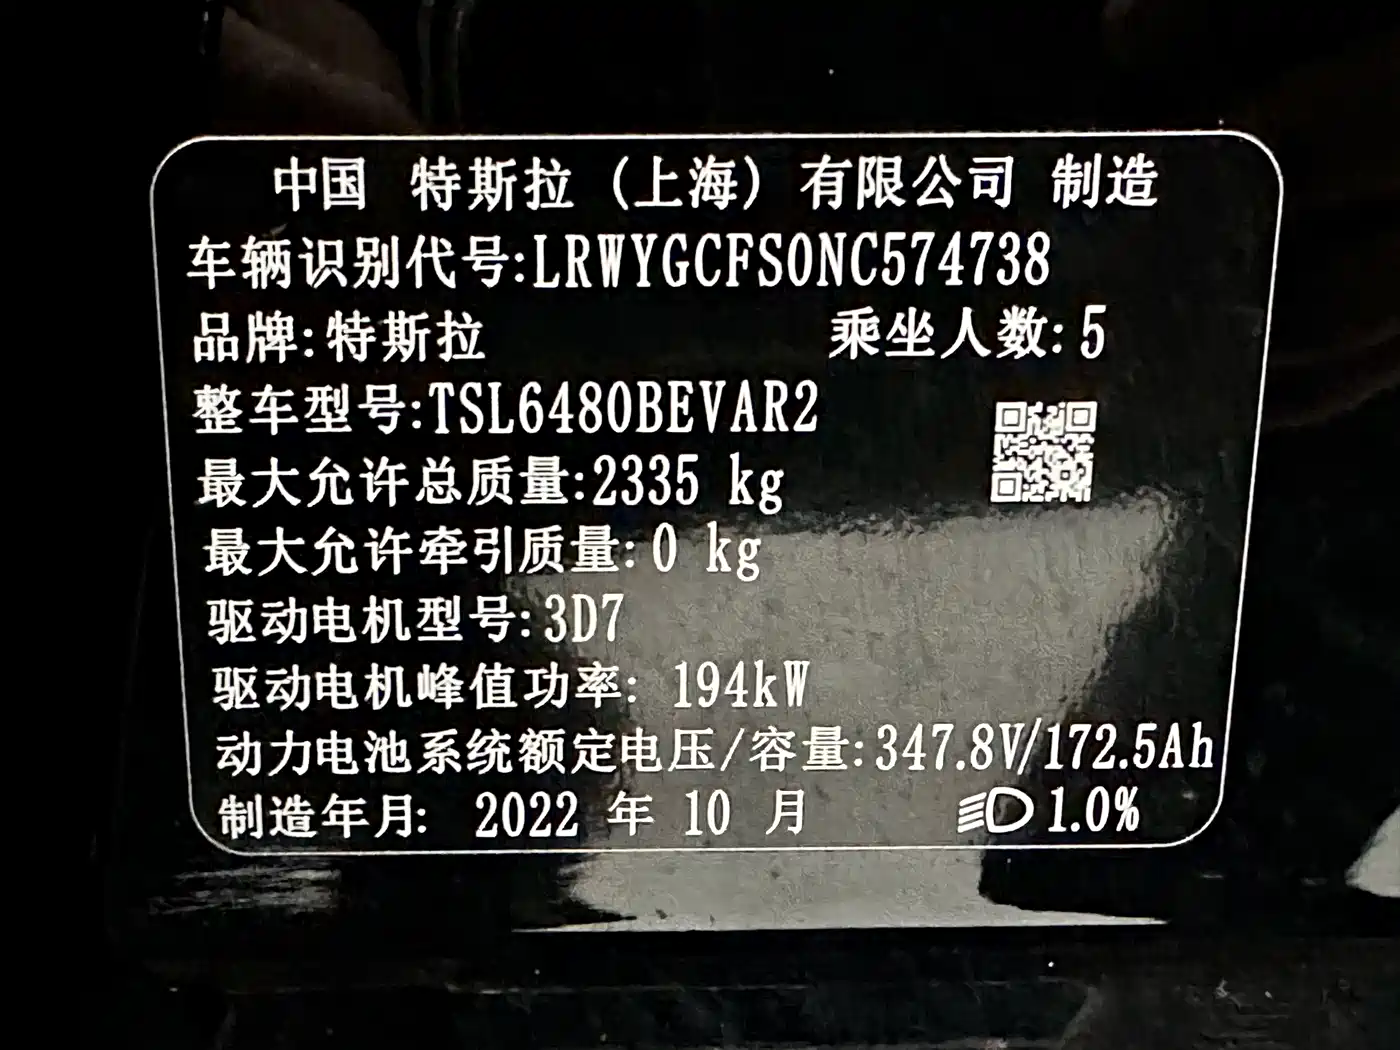 中国 特斯拉（上海）有限公司 制造
车辆识别代号:LRWYGCFS0NC574738
品牌:特斯拉 乘坐人数:5
整车型号:TSL6480BEVAR2
最大允许总质量:2335 kg
最大允许牵引质量:0 kg
驱动电机型号:3D7
驱动电机峰值功率: 194kW
动力电池系统额定电压/容量:347.8V/172.5Ah
制造年月: 2022 年 10 月 1.0%